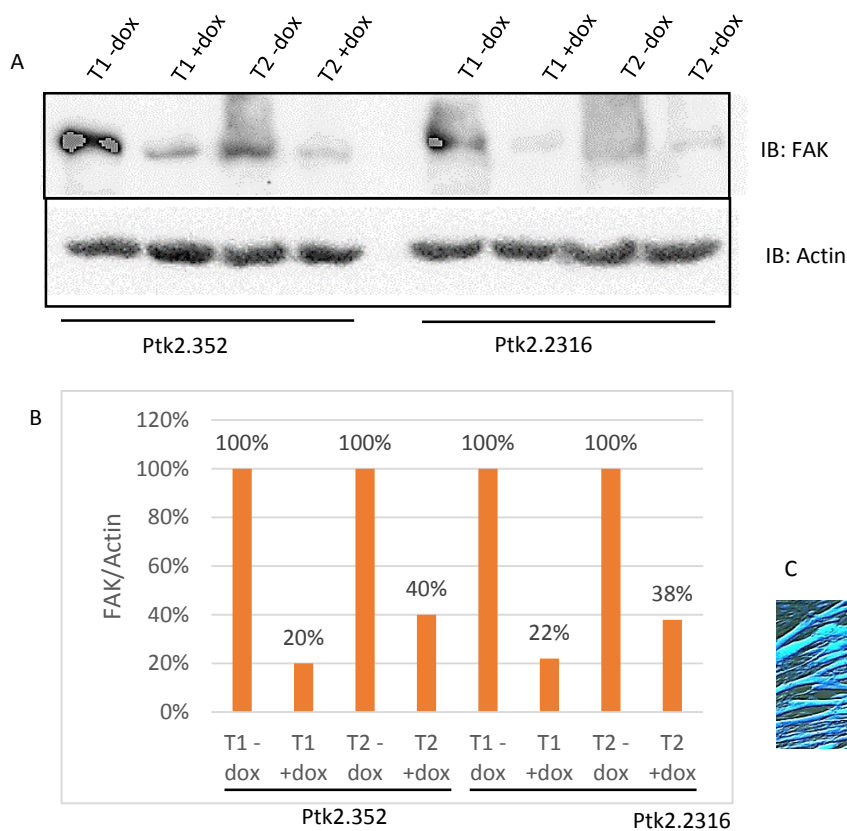 A
T1 -dox T1 +dox T2 -dox T2 +dox T1 -dox T1 +dox T2 -dox T2 +dox
IB: FAK
IB: Actin
Ptk2.352 Ptk2.2316
B
120%
100%
80%
60%
40%
20%
0%
FAK/Actin
100% 20% 100% 40% 100% 22% 100% 38%
T1 - T1 T2 - T2 T1 - T1 T2 - T2
dox +dox dox +dox dox +dox dox +dox
Ptk2.352 Ptk2.2316
C